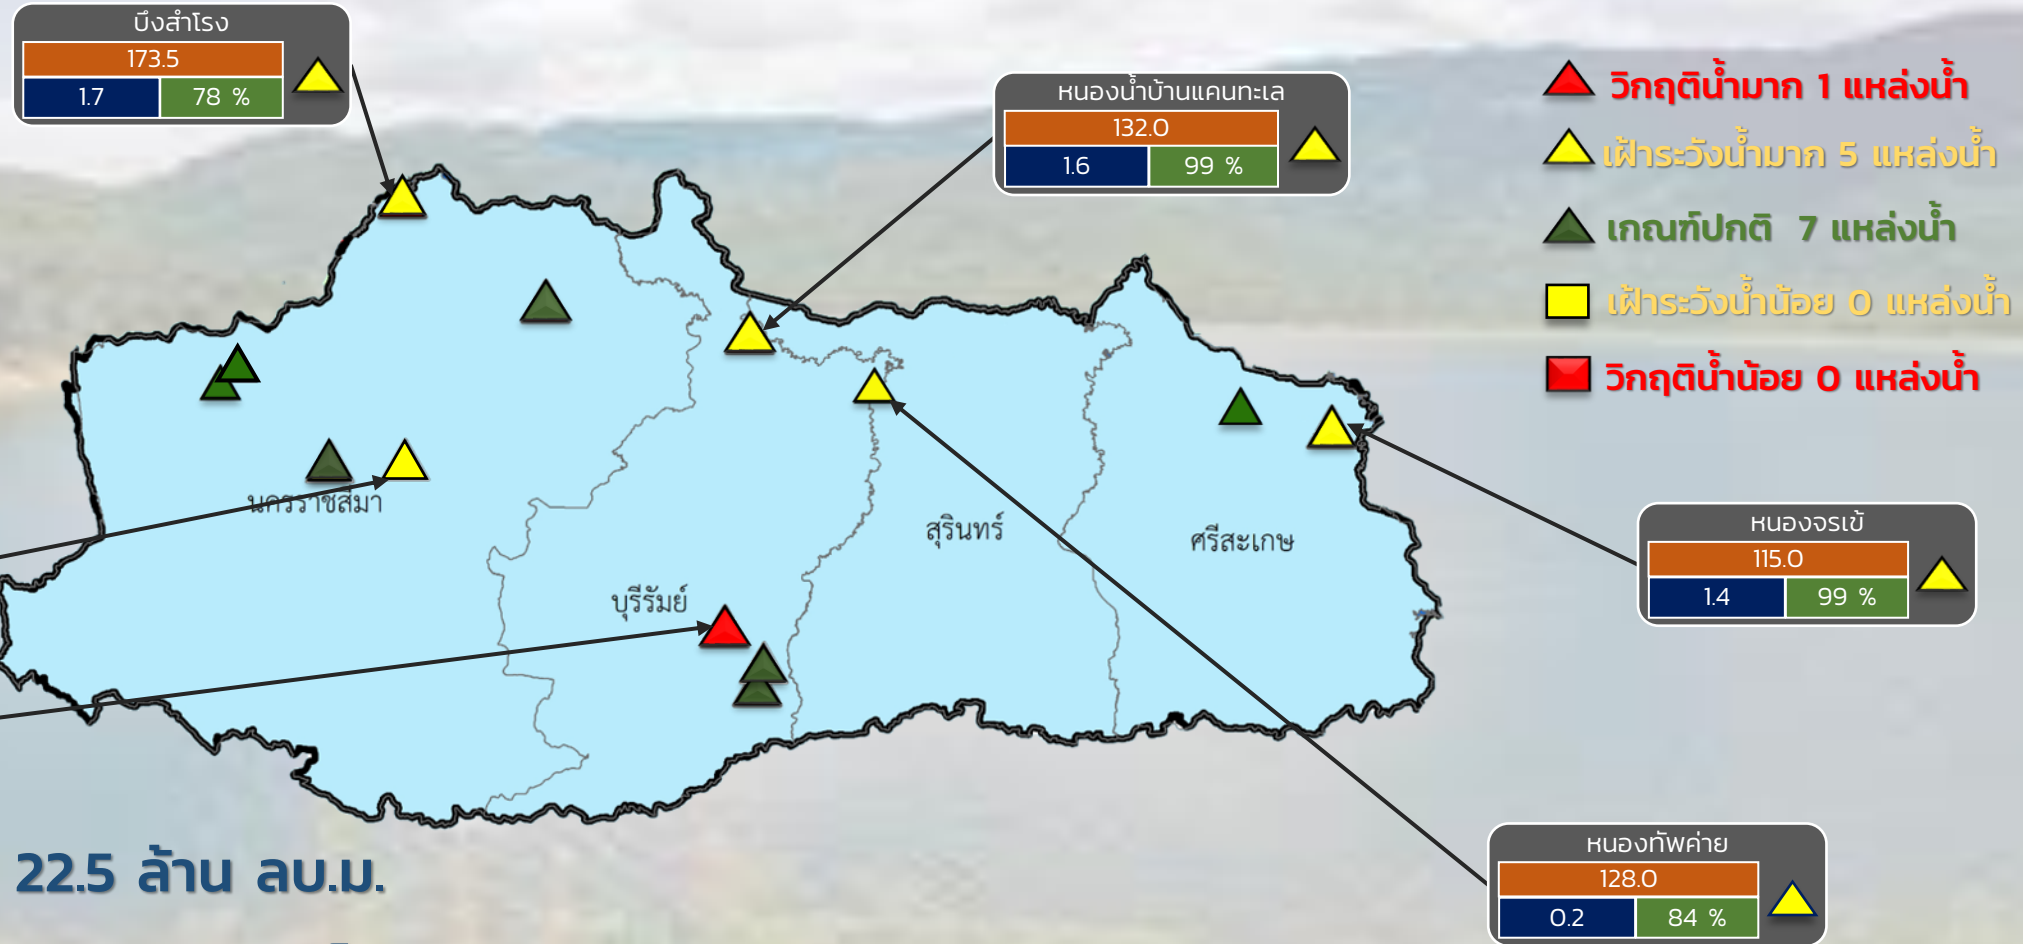 บึงสำโรง
173.5
1.7 78 %
หนองน้ำบ้านแคนทะเล
132.0
1.6 99 %
วิกฤติน้ำมาก 1 แหล่งน้ำ
เฝ้าระวังน้ำมาก 5 แหล่งน้ำ
เกณฑ์ปกติ 7 แหล่งน้ำ
เฝ้าระวังน้ำน้อย 0 แหล่งน้ำ
วิกฤติน้ำน้อย 0 แหล่งน้ำ
นครราชสีมา
บุรีรัมย์
สุรินทร์
ศรีสะเกษ
หนองจรเข้
115.0
1.4 99 %
หนองทัพค่าย
128.0
0.2 84 %
22.5 ล้าน ลบ.ม.